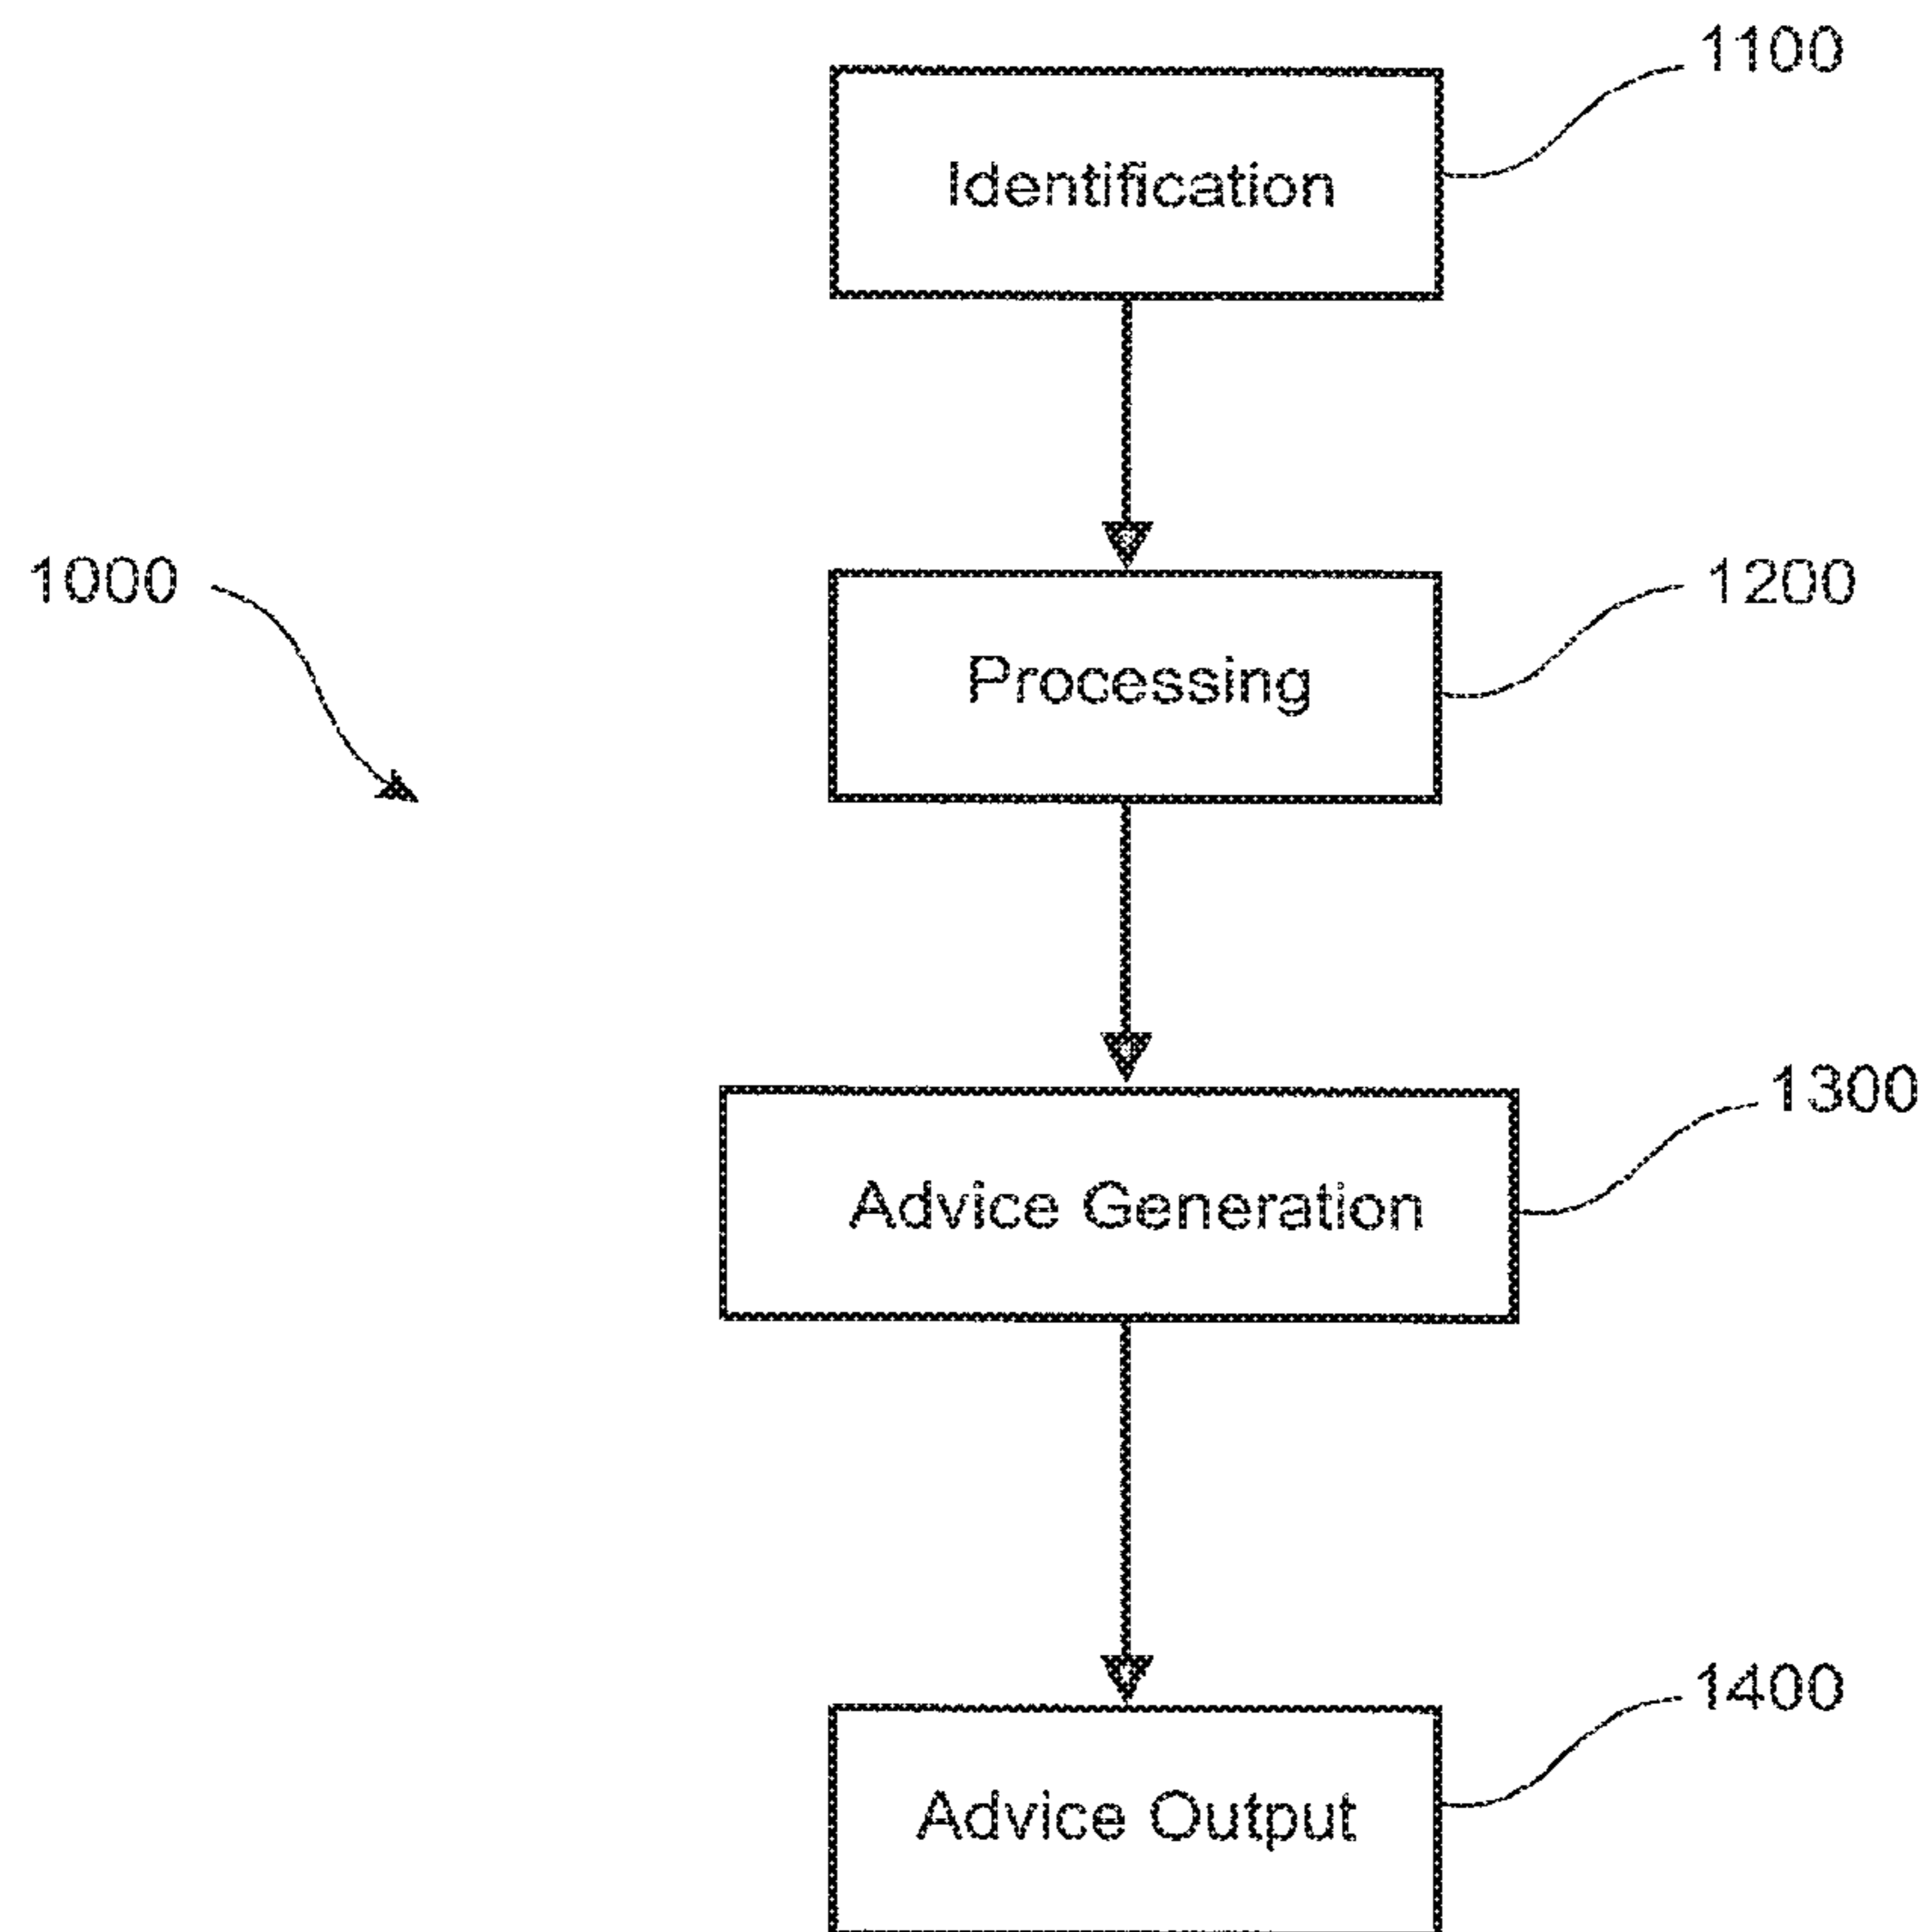 1100
Identification
1000
1200
Processing
1300
Advice Generation
1400
Advice Output